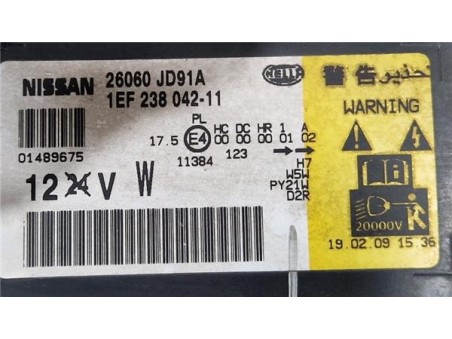 NISSAN 26060 JD91A
1EF 238 042-11
HELLA
警告 تحذير
WARNING
01489675
PL
17.5 E4 HC DC HR 1 A
00 00 00 01 02
11384 123
H7
W5W
PY21W
D2R
12 24 V W
20000V
19.02.09 15.36